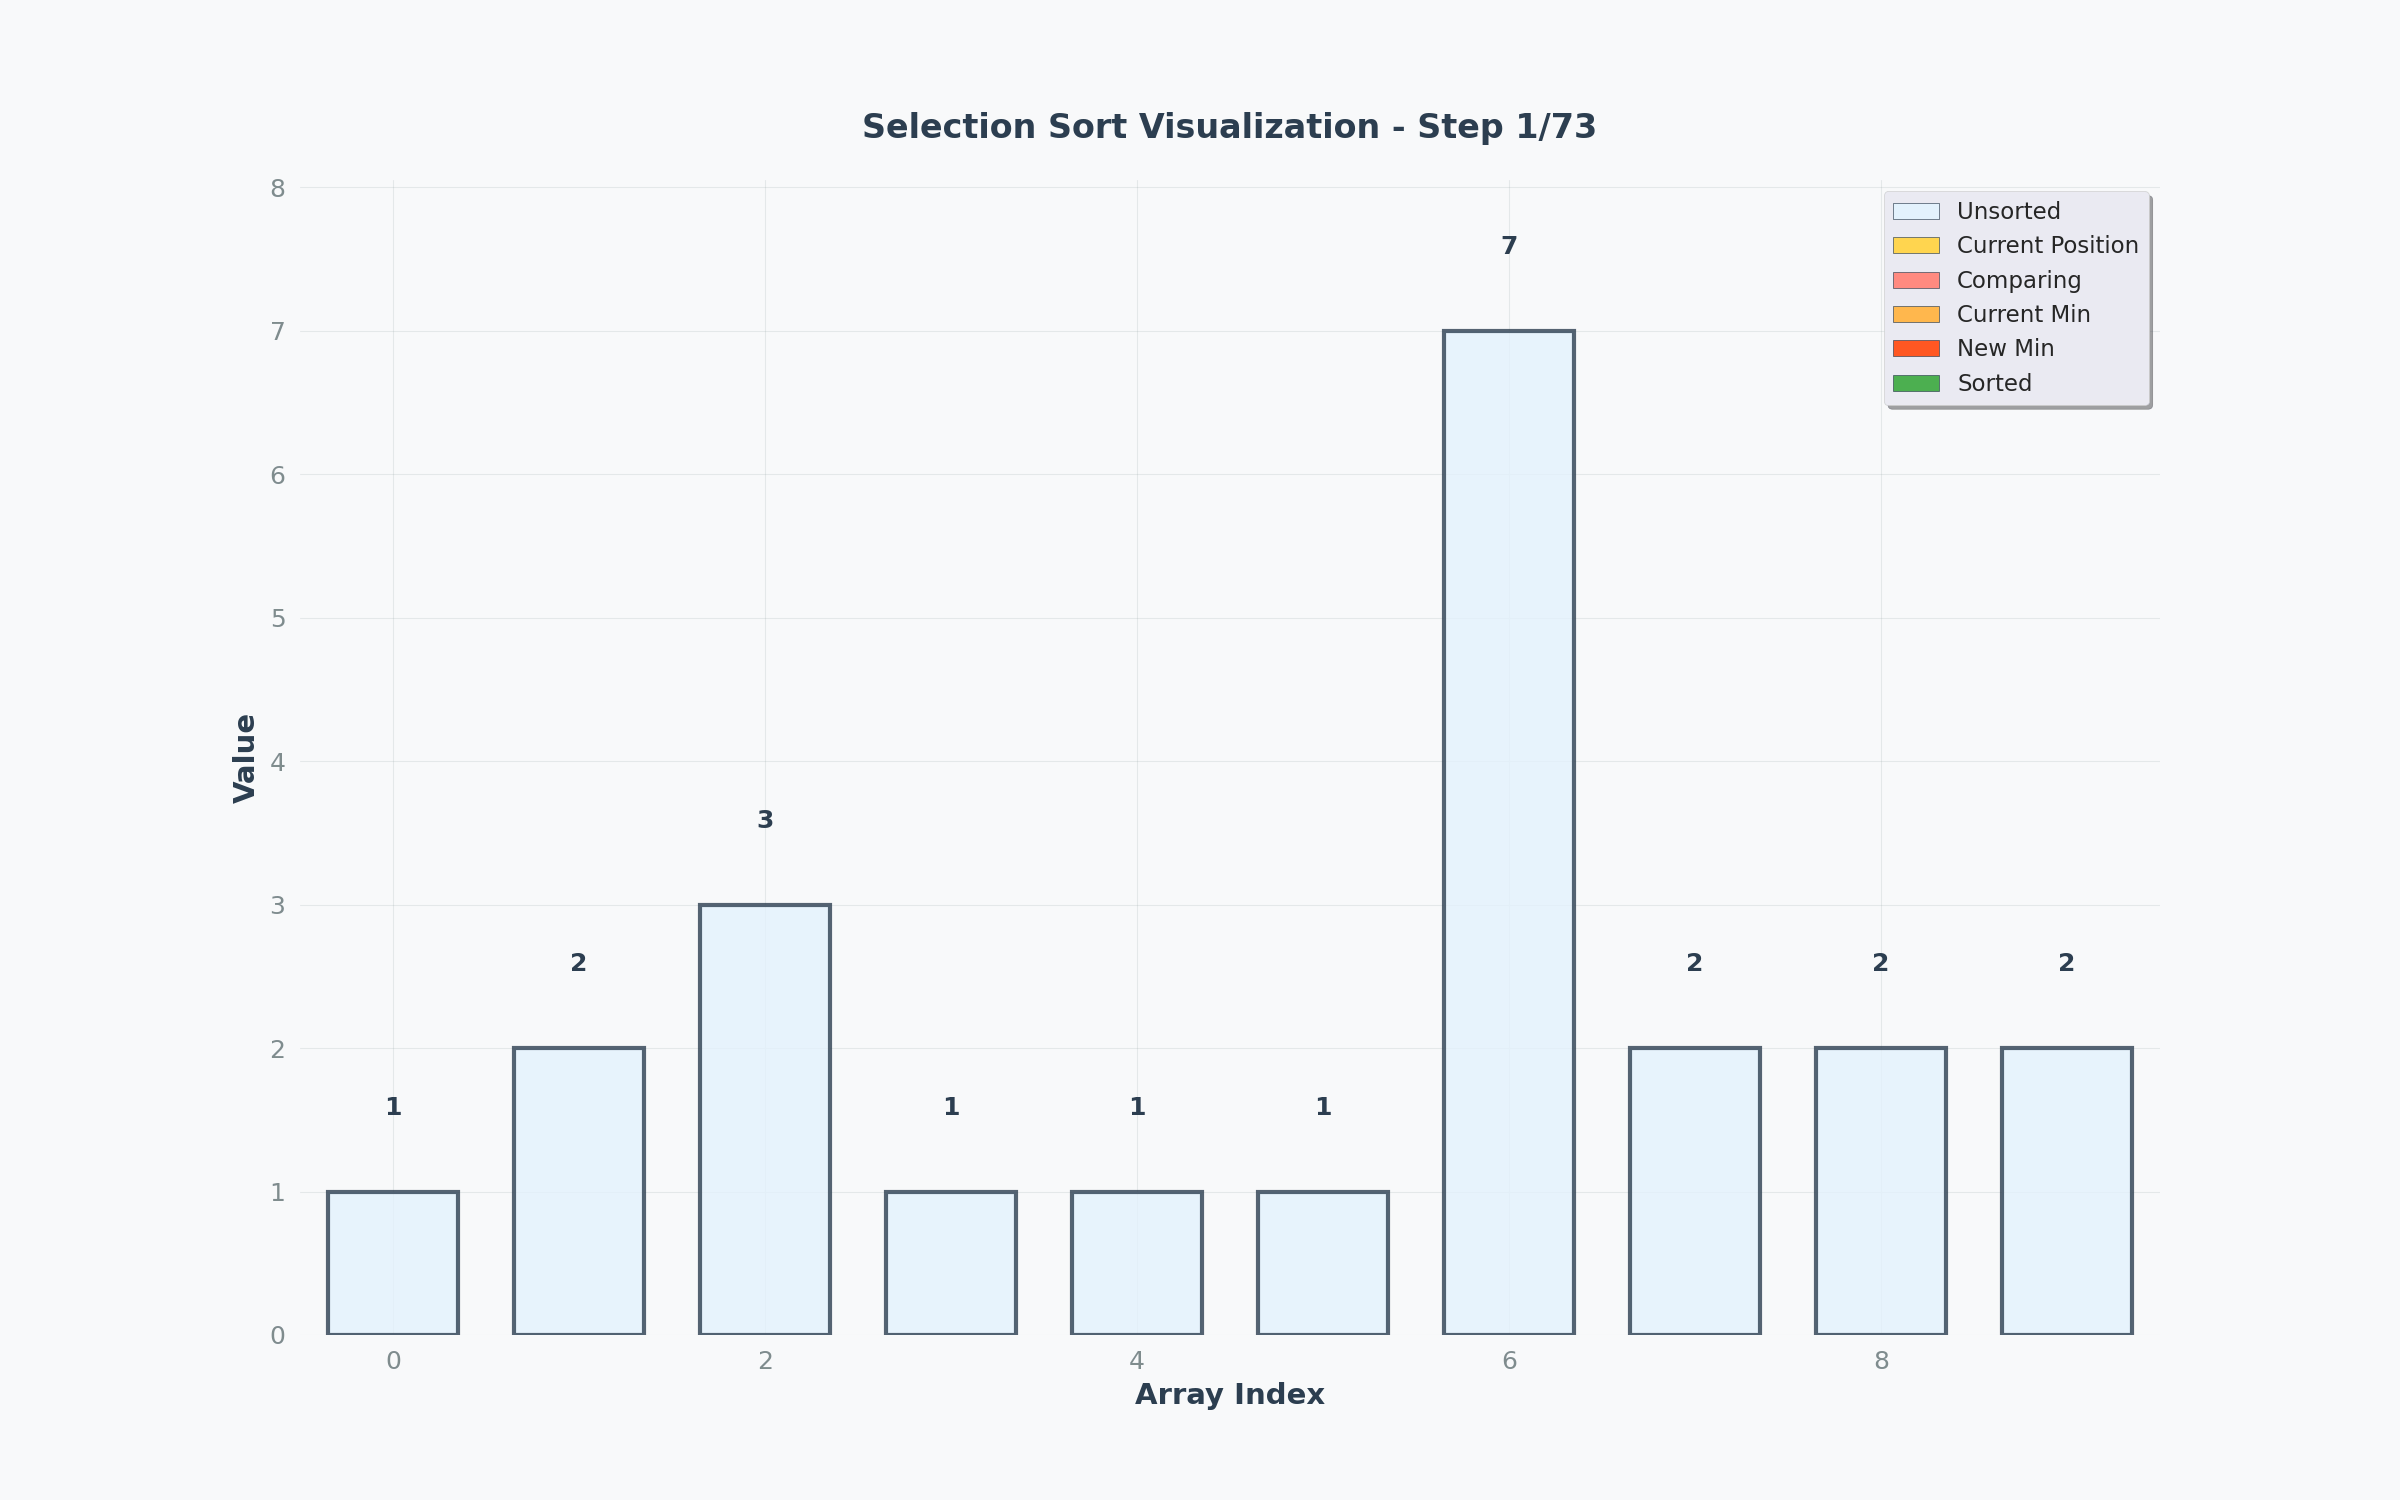 Selection Sort Visualization - Step 1/73
8
7
6
5
4
3
2
1
0
Value
7
3
2
2
2
2
1
1
1
1
Unsorted
Current Position
Comparing
Current Min
New Min
Sorted
0 2 4 6 8
Array Index